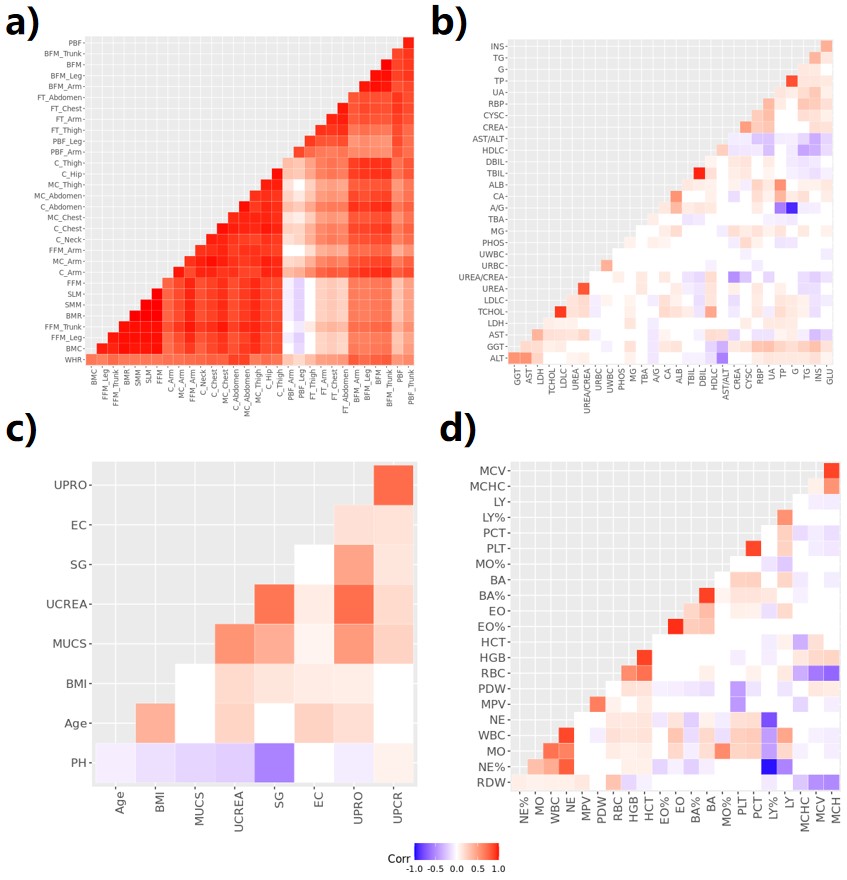 a)
PBF
BFM_Trunk
BFM
BFM_Leg
BFM_Arm
FT_Abdomen
FT_Chest
FT_Arm
FT_Thigh
PBF_Leg
PBF_Arm
C_Thigh
C_Hip
MC_Thigh
MC_Abdomen
C_Abdomen
MC_Chest
C_Chest
C_Neck
FFM_Arm
MC_Arm
C_Arm
FFM
SLM
SMM
BMR
FFM_Trunk
FFM_Leg
BMC
WHR
BMC
FFM_Leg
FFM_Trunk
BMR
SMM
SLM
FFM
C_Arm
MC_Arm
FFM_Arm
C_Neck
C_Chest
MC_Chest
C_Abdomen
MC_Abdomen
MC_Thigh
C_Hip
C_Thigh
PBF_Arm
PBF_Leg
FT_Thigh
FT_Arm
FT_Chest
FT_Abdomen
BFM_Arm
BFM_Leg
BFM
BFM_Trunk
PBF
PBF_Trunk
b)
INS
TG
G
TP
UA
RBP
CYSC
CREA
AST/ALT
HDLC
DBIL
TBIL
ALB
CA
A/G
TBA
MG
PHOS
UWBC
URBC
UREA/CREA
UREA
LDLC
TCHOL
LDH
AST
GGT
ALT
GGT
AST
LDH
TCHOL
LDLC
UREA
UREA/CREA
URBC
UWBC
PHOS
MG
TBA
A/G
CA
ALB
TBIL
DBIL
HDLC
AST/ALT
CREA
CYSC
RBP
UA
TP
G
TG
INS
GLU
c)
UPRO
EC
SG
UCREA
MUCS
BMI
Age
PH
Age
BMI
MUCS
UCREA
SG
EC
UPRO
UPCR
d)
MCV
MCHC
LY
LY%
PCT
PLT
MO%
BA
BA%
EO
EO%
HCT
HGB
RBC
PDW
MPV
NE
WBC
MO
NE%
RDW
NE%
MO
WBC
NE
MPV
PDW
RBC
HGB
HCT
EO%
EO
BA%
BA
MO%
PLT
PCT
LY%
LY
MCHC
MCV
MCH
Corr
-1.0 -0.5 0.0 0.5 1.0